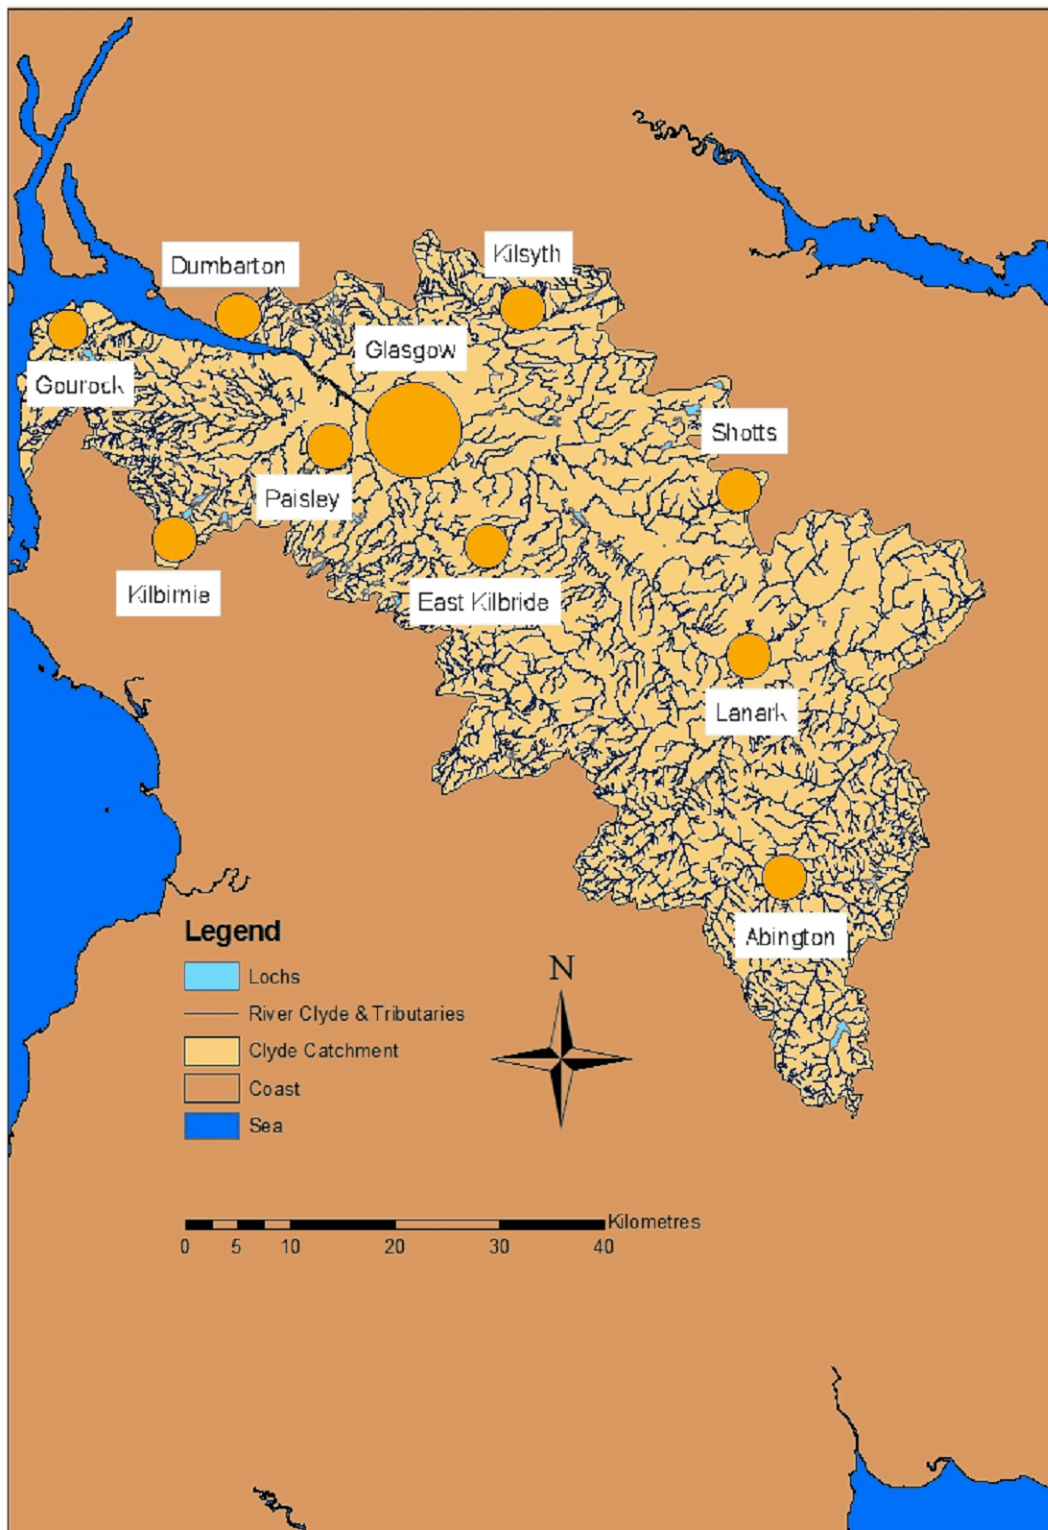 Kilsyth
Dumbarton
Glasgow
Gourock
Shotts
Paisley
Kilbirnie
East Kilbride
Lanark
Abington
Legend
Lochs
River Clyde & Tributaries
Clyde Catchment
Coast
Sea
N
Kilometres
0 5 10 20 30 40